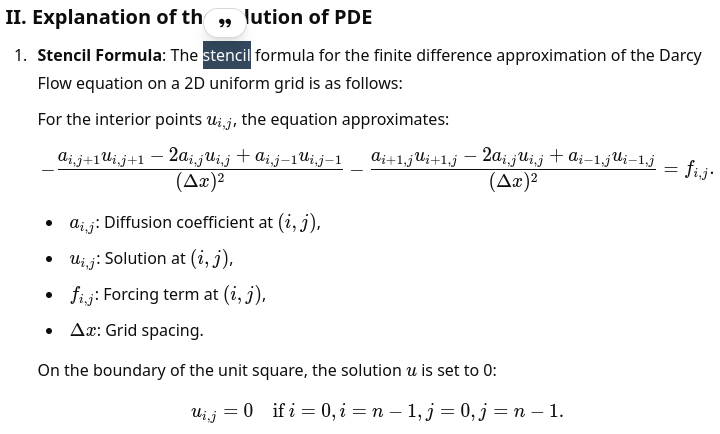 II. Explanation of th ” lution of PDE
1. Stencil Formula: The stencil formula for the finite difference approximation of the Darcy
Flow equation on a 2D uniform grid is as follows:
For the interior points $u_{i,j}$, the equation approximates:
$-\frac{a_{i,j+1}u_{i,j+1} - 2a_{i,j}u_{i,j} + a_{i,j-1}u_{i,j-1}}{(\Delta x)^2} - \frac{a_{i+1,j}u_{i+1,j} - 2a_{i,j}u_{i,j} + a_{i-1,j}u_{i-1,j}}{(\Delta x)^2} = f_{i,j}.$
• $a_{i,j}$: Diffusion coefficient at $(i, j)$,
• $u_{i,j}$: Solution at $(i, j)$,
• $f_{i,j}$: Forcing term at $(i, j)$,
• $\Delta x$: Grid spacing.
On the boundary of the unit square, the solution $u$ is set to 0:
$u_{i,j} = 0 \quad \text{if } i = 0, i = n - 1, j = 0, j = n - 1.$